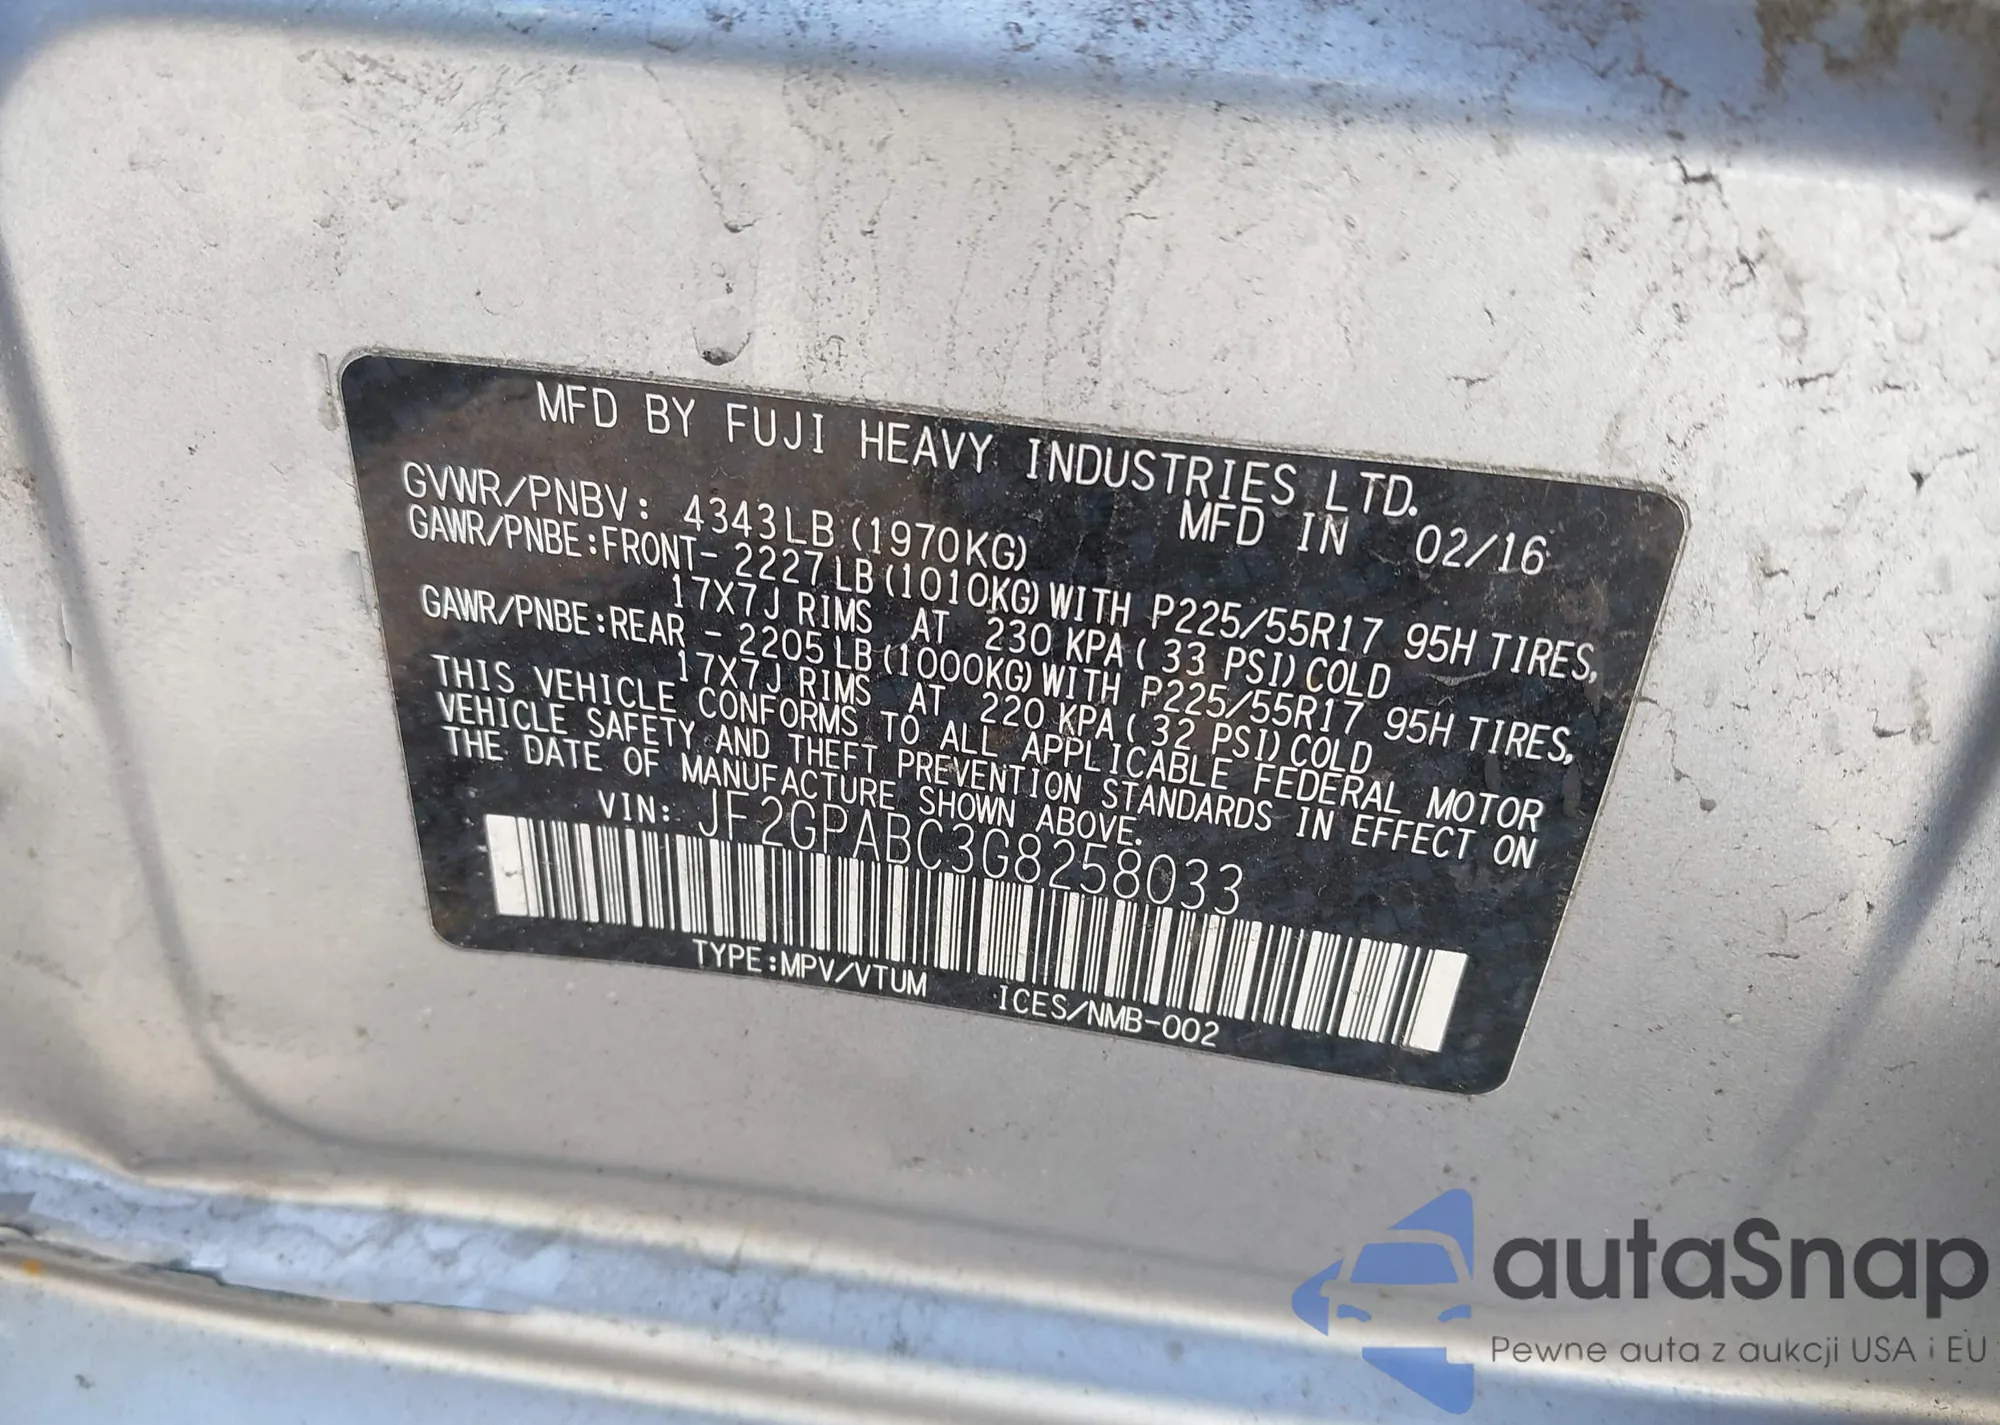 MFD BY FUJI HEAVY INDUSTRIES LTD.
GVWR/PNBV: 4343LB (1970KG) MFD IN 02/16
GAWR/PNBE:FRONT- 2227LB(1010KG)WITH P225/55R17 95H TIRES,
17X7J RIMS AT 230 KPA( 33 PSI)COLD
GAWR/PNBE:REAR - 2205LB(1000KG)WITH P225/55R17 95H TIRES,
17X7J RIMS AT 220 KPA( 32 PSI)COLD
THIS VEHICLE CONFORMS TO ALL APPLICABLE FEDERAL MOTOR
VEHICLE SAFETY AND THEFT PREVENTION STANDARDS IN EFFECT ON
THE DATE OF MANUFACTURE SHOWN ABOVE.
VIN: JF2GPABC3G8258033
TYPE:MPV/VTUM ICES/NMB-002
autaSnap
Pewne auta z aukcji USA i EU